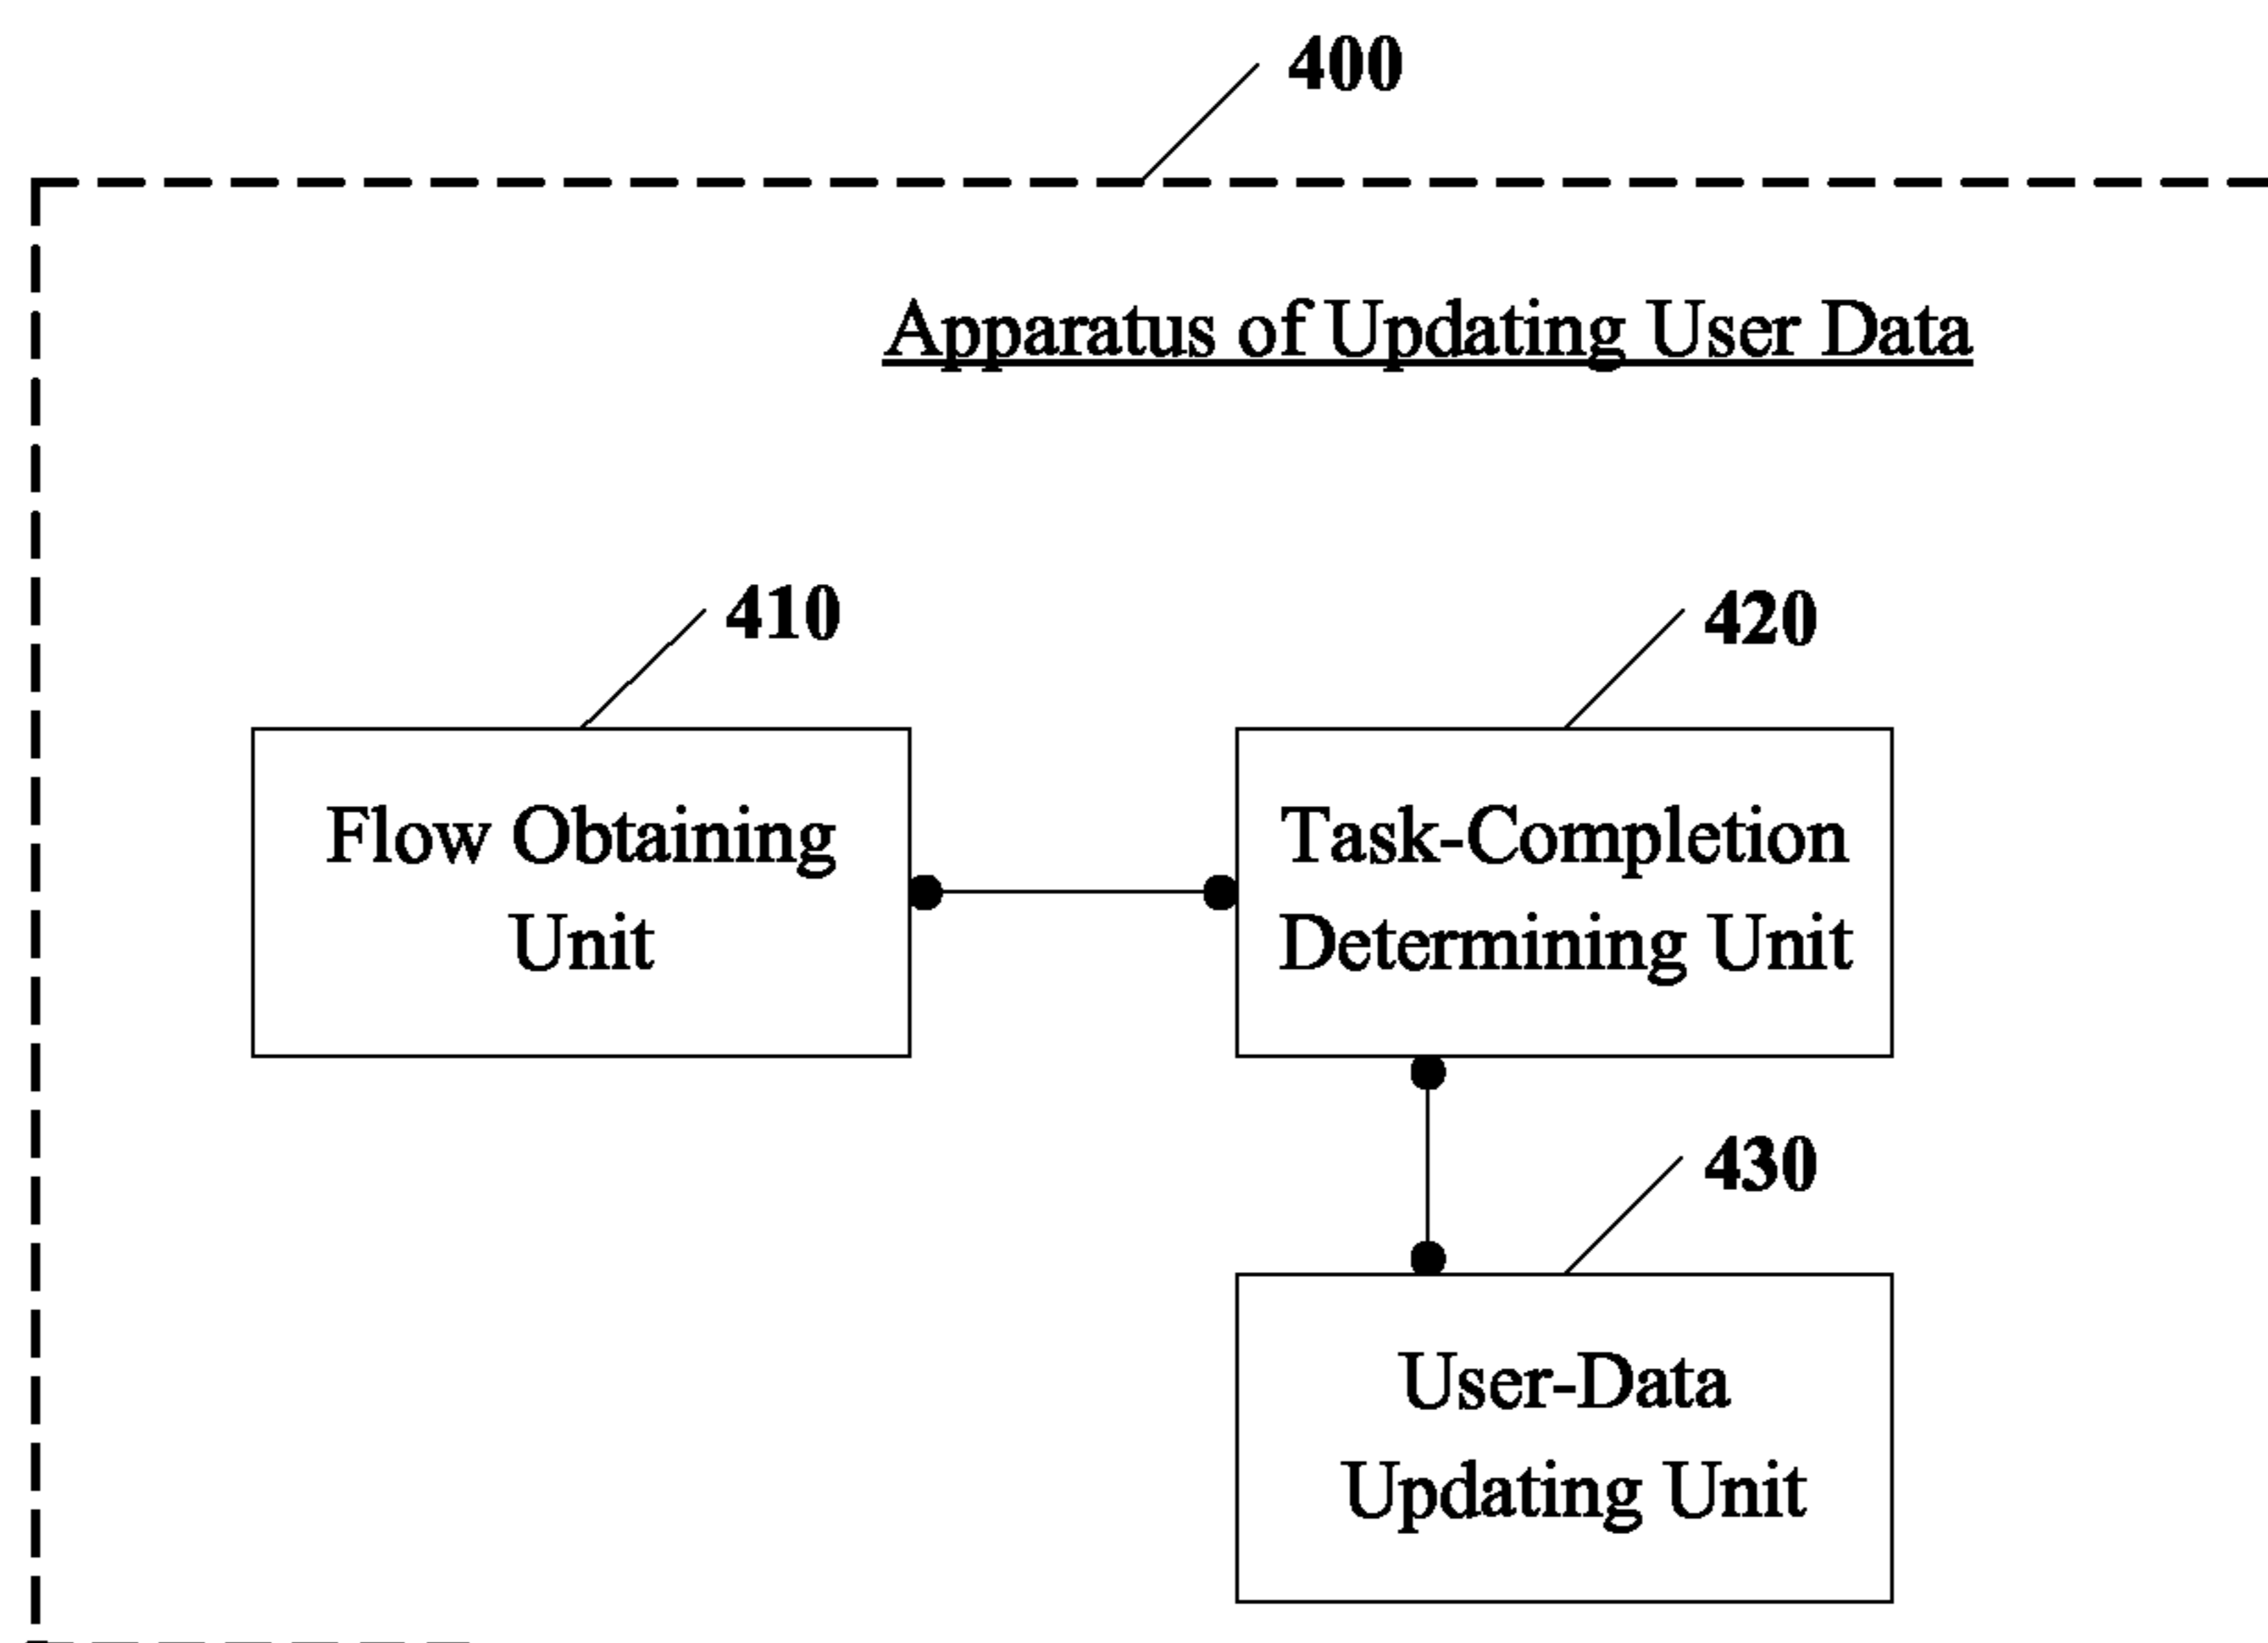 400
Apparatus of Updating User Data
410
420
Flow Obtaining
Unit
Task-Completion
Determining Unit
430
User-Data
Updating Unit